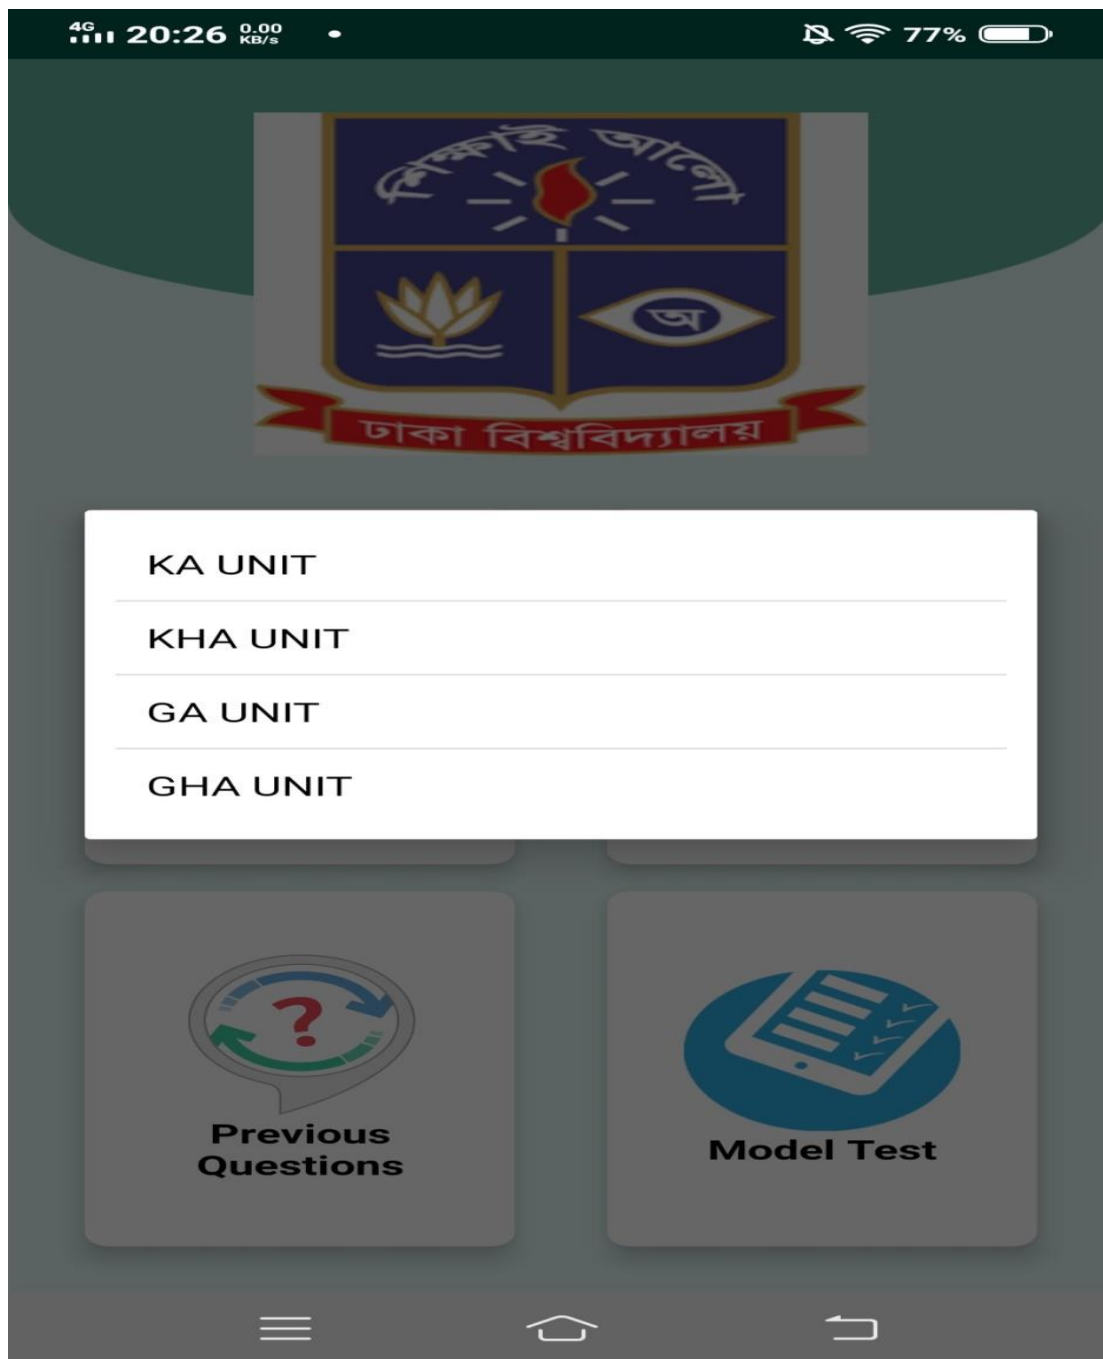 4G 20:26 0.00 KB/s 77%
শিক্ষাই আলো
অ
ঢাকা বিশ্ববিদ্যালয়
KA UNIT
KHA UNIT
GA UNIT
GHA UNIT
?
Previous
Questions
Model Test